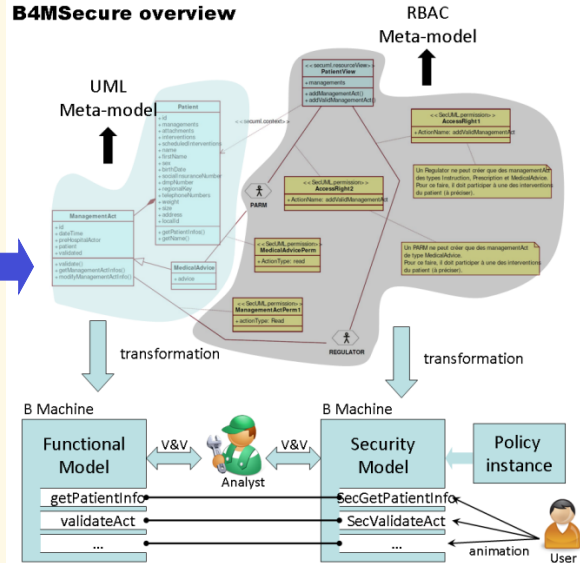 B4MSecure overview
RBAC
Meta-model
UML
Meta-model
<<secuml.resourceView>>
PatientView
+ managements
+ addManagementAct()
+ addValidManagementAct()
Patient
+ id
+ managements
+ attachments
+ interventions
+ scheduledInterventions
+ name
+ firstName
+ sex
+ birthDate
+ socialInsuranceNumber
+ dmpNumber
+ regionalKey
+ telephoneNumbers
+ weight
+ size
+ address
+ localId
+ getPatientInfos()
+ getName()
<<secuml.context>>
<<SecUML.permission>>
AccessRight1
+ ActionName: addValidManagementAct
<<SecUML.permission>>
AccessRight2
+ ActionName: addValidManagementAct
Un Regulator ne peut créer que des managementAct
des types Instruction, Prescription et MedicalAdvice.
Pour ce faire, il doit participer à une des interventions
du patient (à préciser).
PARM
ManagementAct
+ id
+ dateTime
+ preHospitalActor
+ patient
+ validated
+ validate()
+ getManagementActInfos()
+ modifyManagementActInfo()
MedicalAdvice
+ advice
<<SecUML.permission>>
MedicalAdvicePerm
+ ActionType: read
Un PARM ne peut créer que des managementAct
de type MedicalAdvice.
Pour ce faire, il doit participer à une des interventions
du patient (à préciser).
<<SecUML.permission>>
ManagementActPerm1
+ actionType: Read
REGULATOR
transformation
transformation
B Machine
B Machine
Functional
Model
V&V
V&V
Analyst
Security
Model
Policy
instance
getPatientInfo
SecGetPatientInfo
validateAct
SecValidateAct
...
...
animation
User